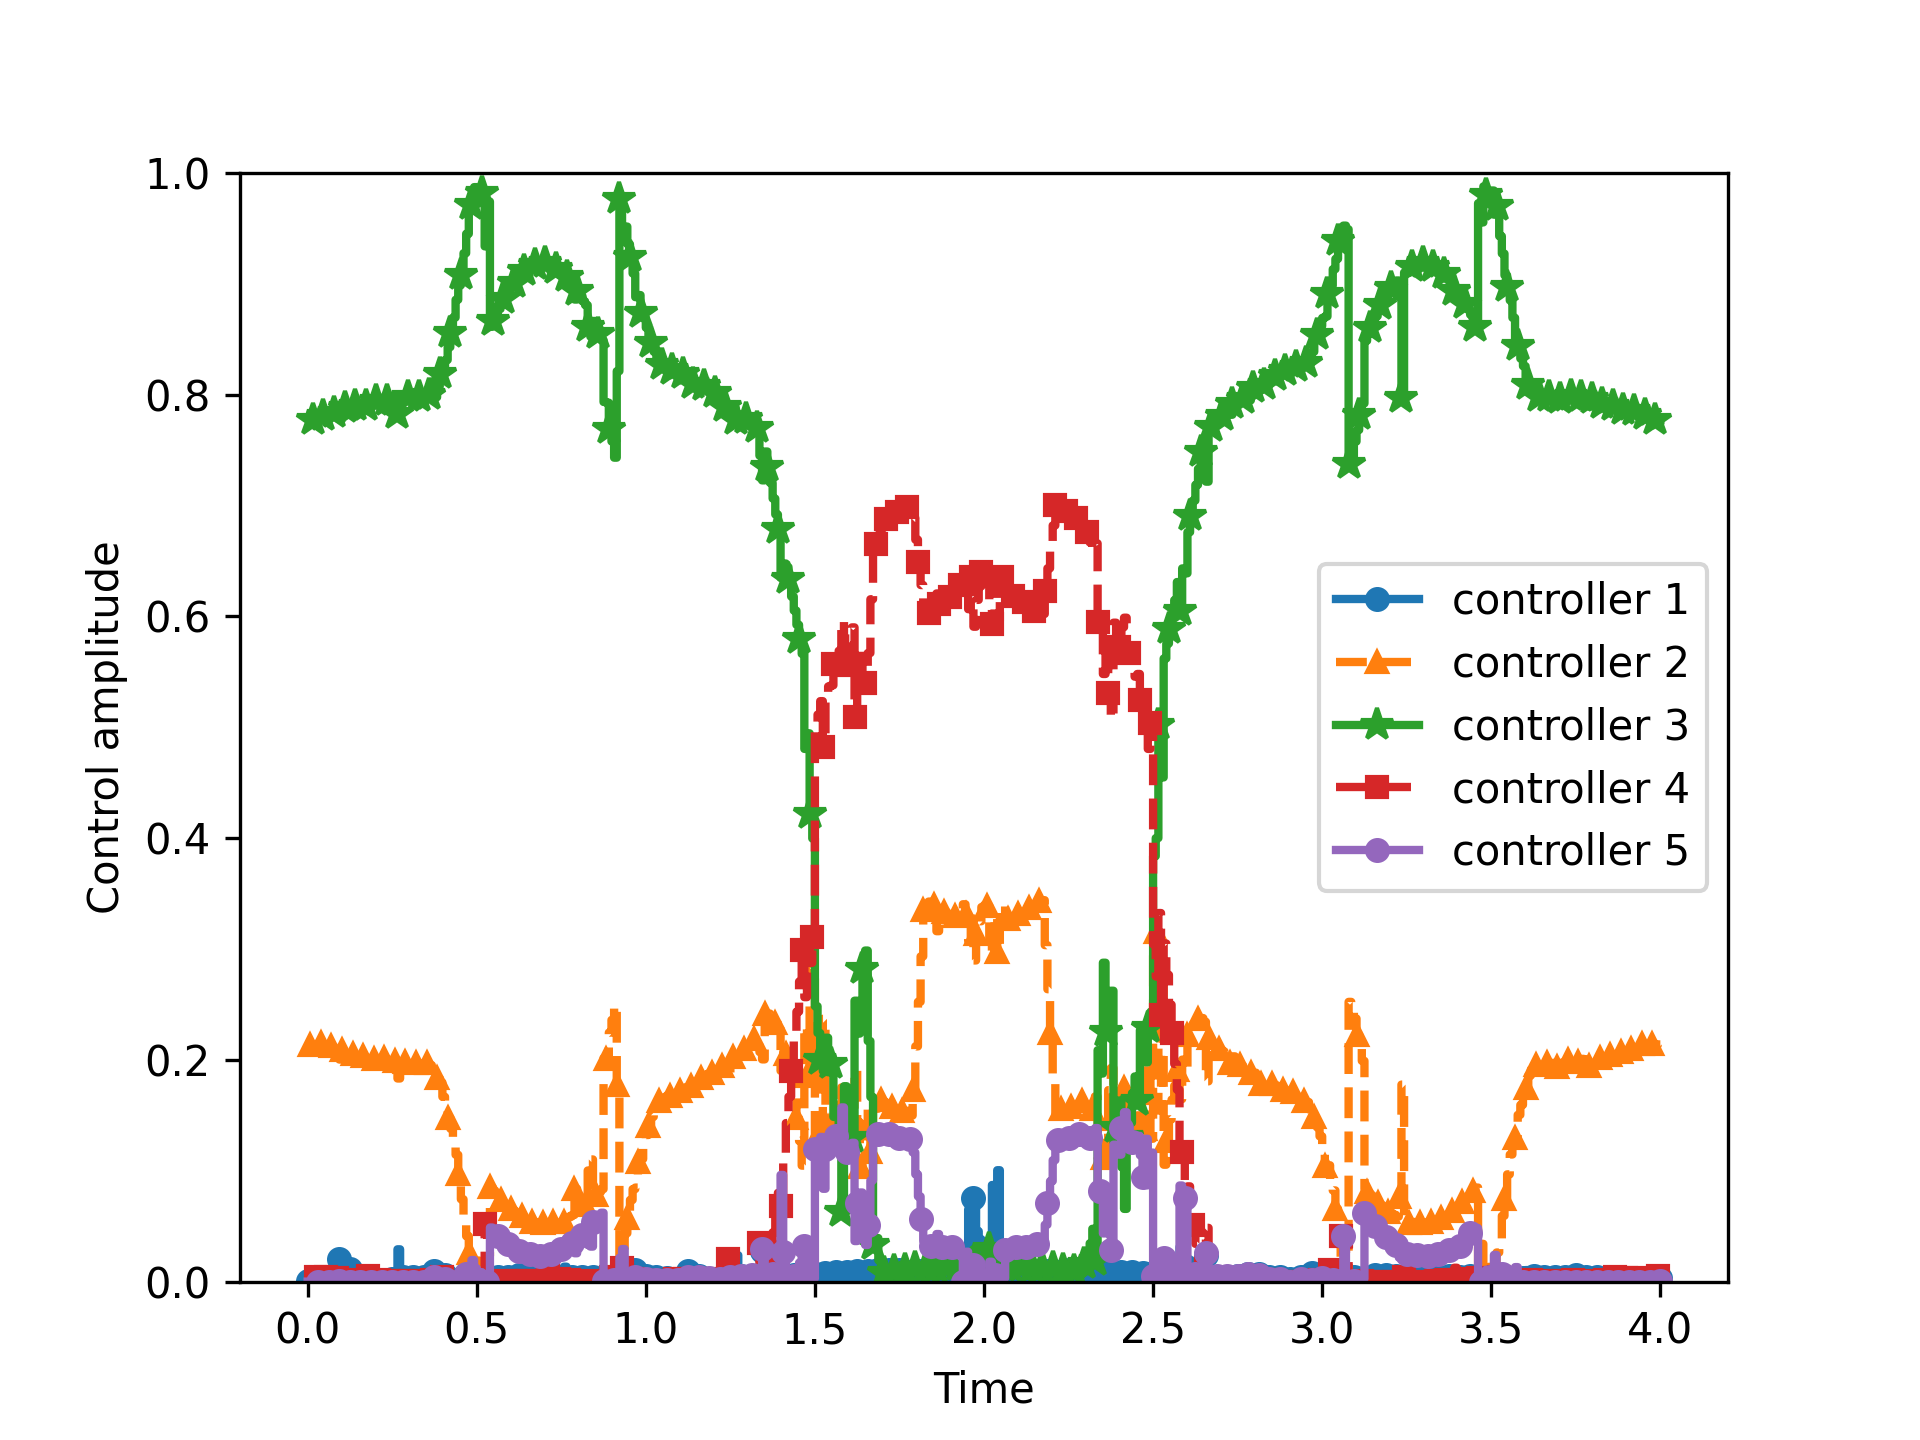 1.0
0.8
0.6
0.4
0.2
0.0
Control amplitude
controller 1
controller 2
controller 3
controller 4
controller 5
0.0 0.5 1.0 1.5 2.0 2.5 3.0 3.5 4.0
Time